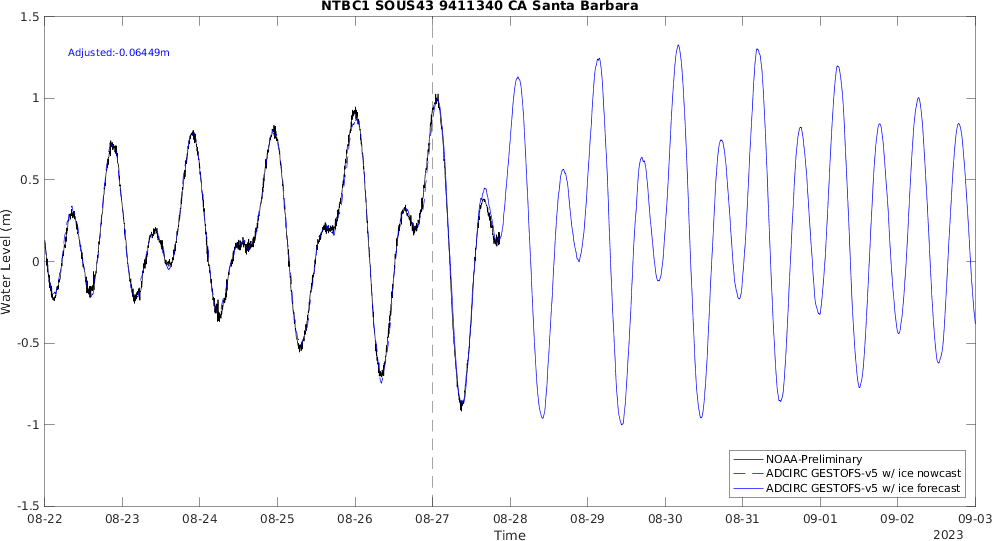 NTBC1 SOUS43 9411340 CA Santa Barbara
Adjusted:-0.06449m
1.5
1
0.5
0
-0.5
-1
-1.5
Water Level (m)
08-22 08-23 08-24 08-25 08-26 08-27 08-28 08-29 08-30 08-31 09-01 09-02 09-03
Time
2023
NOAA-Preliminary
ADCIRC GESTOFS-v5 w/ ice nowcast
ADCIRC GESTOFS-v5 w/ ice forecast